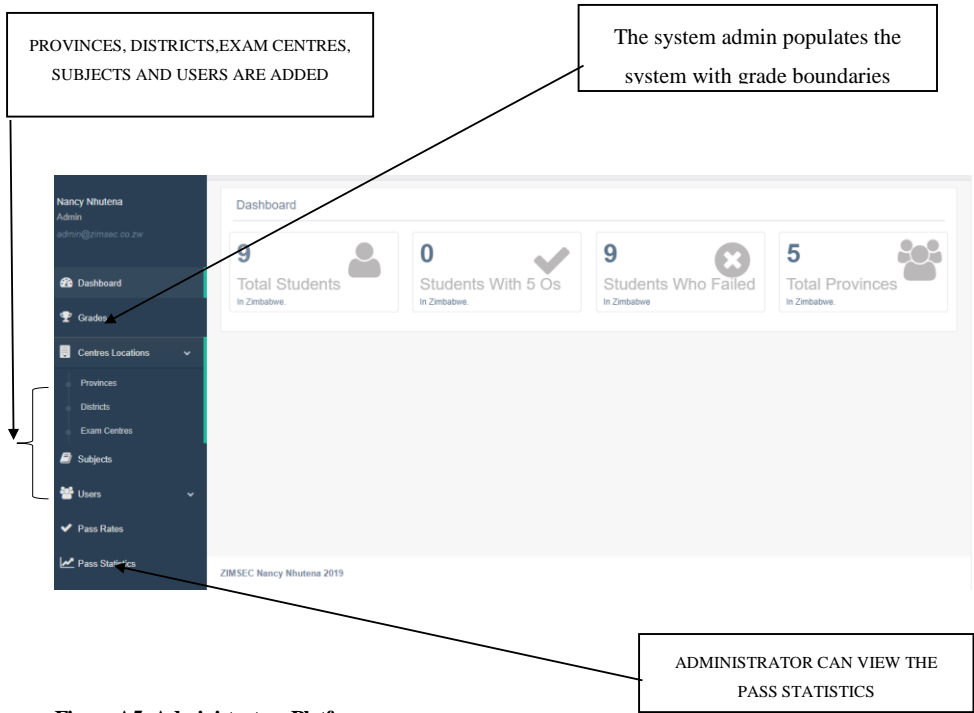 PROVINCES, DISTRICTS,EXAM CENTRES,
SUBJECTS AND USERS ARE ADDED
The system admin populates the
system with grade boundaries
Nancy Nhutena
Admin
admin@zimsec.co.zw
Dashboard
Grades
Centres Locations
Provinces
Districts
Exam Centres
Subjects
Users
Pass Rates
Pass Statistics
Dashboard
9
Total Students
In Zimbabwe.
0
Students With 5 Os
In Zimbabwe.
9
Students Who Failed
In Zimbabwe
5
Total Provinces
In Zimbabwe.
ZIMSEC Nancy Nhutena 2019
ADMINISTRATOR CAN VIEW THE
PASS STATISTICS